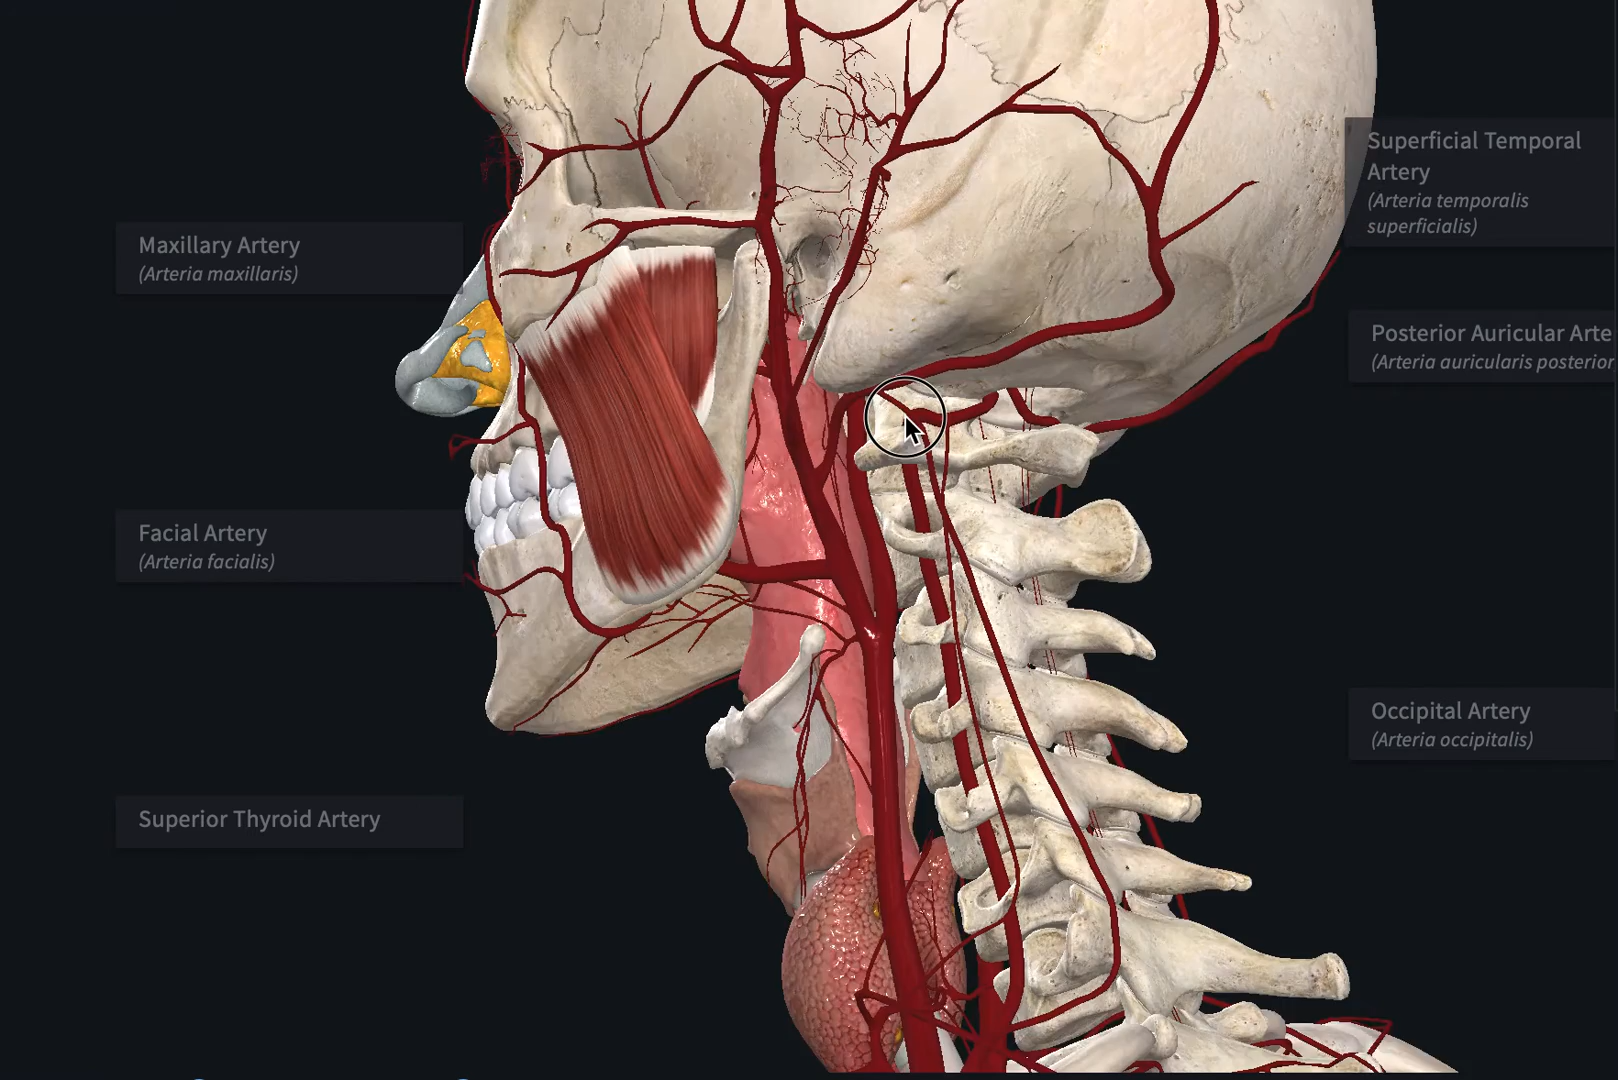 Superficial Temporal
Artery
(Arteria temporalis
superficialis)
Maxillary Artery
(Arteria maxillaris)
Posterior Auricular Arte
(Arteria auricularis posterior
Facial Artery
(Arteria facialis)
Occipital Artery
(Arteria occipitalis)
Superior Thyroid Artery